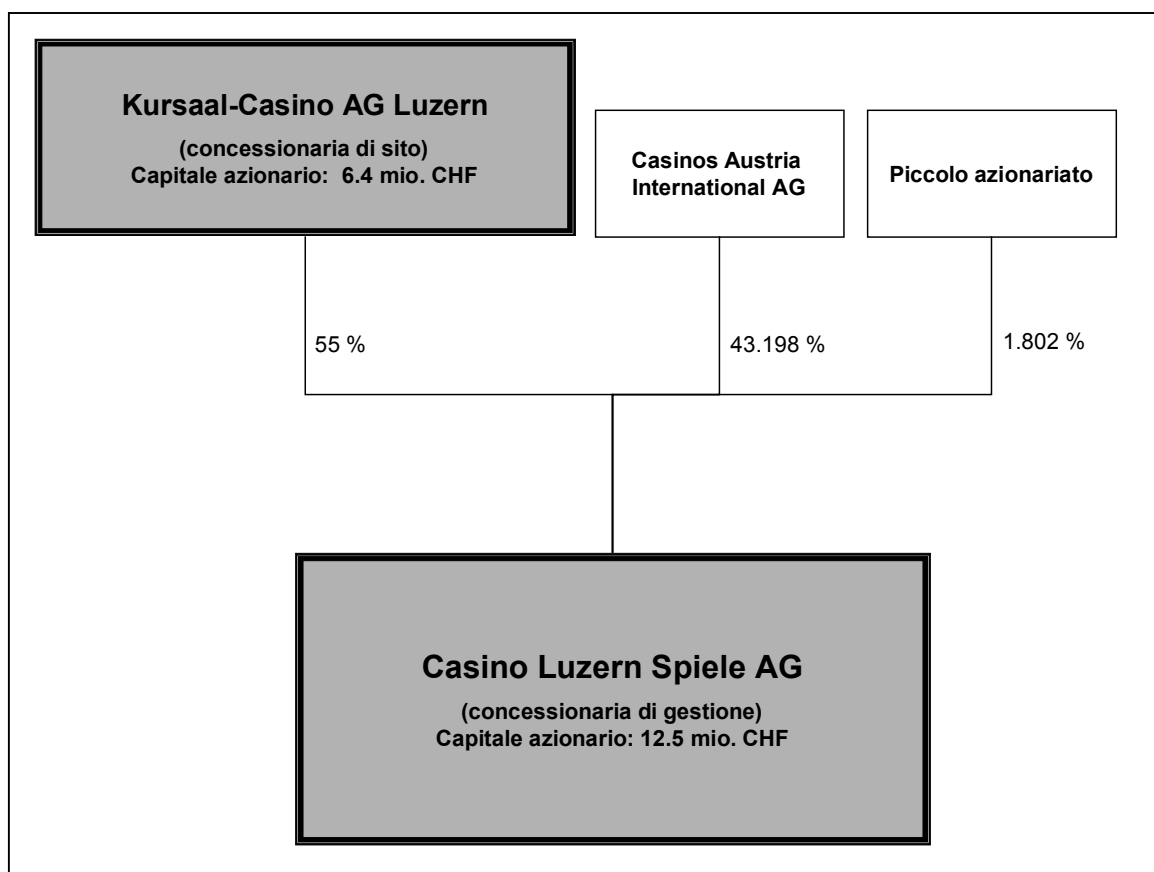 Kursaal-Casino AG Luzern
(concessionaria di sito)
Capitale azionario: 6.4 mio. CHF
Casinos Austria
International AG
Piccolo azionariato
55 %
43.198 %
1.802 %
Casino Luzern Spiele AG
(concessionaria di gestione)
Capitale azionario: 12.5 mio. CHF